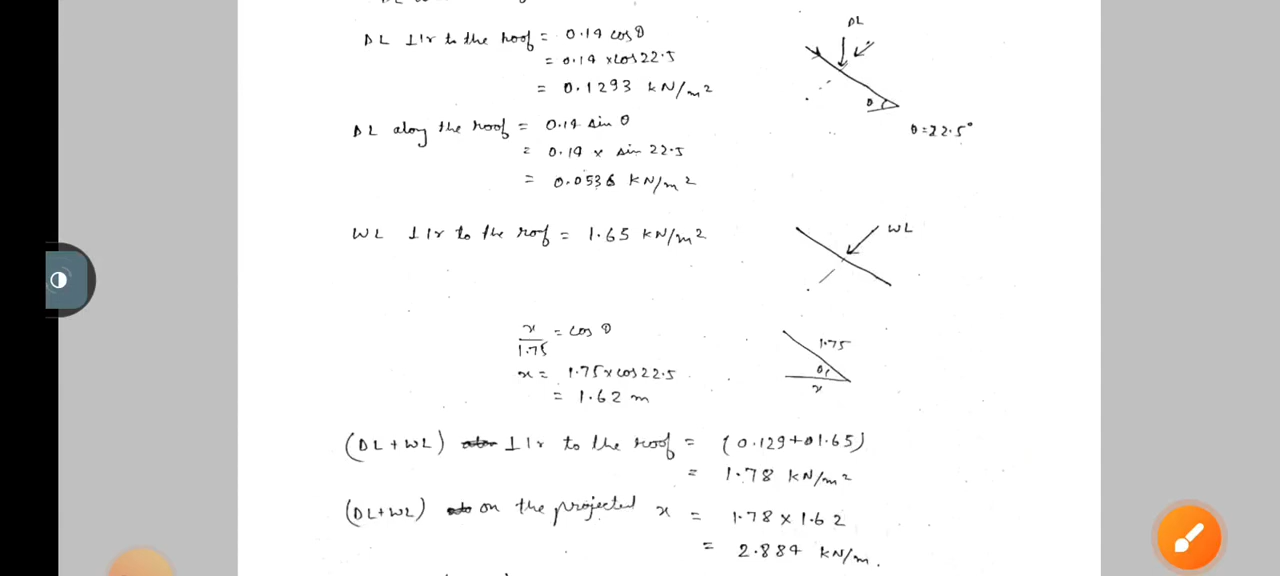 DL ⊥lr to the roof = 0.14 cos θ
= 0.14 x cos 22.5
= 0.1293 kN/m2
DL along the roof = 0.14 sin θ
= 0.14 x sin 22.5
= 0.0536 kN/m2
WL ⊥lr to the roof = 1.65 kN/m2
x/1.75 = cos θ
x = 1.75 x cos 22.5
= 1.62 m
(DL+WL) ⊥lr to the roof = (0.129+01.65)
= 1.78 kN/m2
(DL+WL) on the projected x = 1.78 x 1.62
= 2.884 kN/m.
DL
θ
θ=22.5°
WL
1.75
θ
x